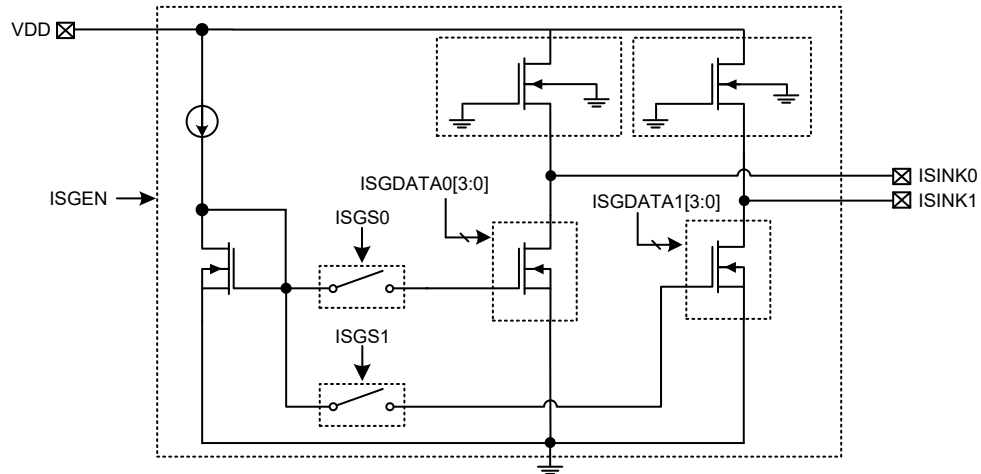 VDD
ISGEN
ISGS0
ISGDATA0[3:0]
ISGDATA1[3:0]
ISINK0
ISINK1
ISGS1